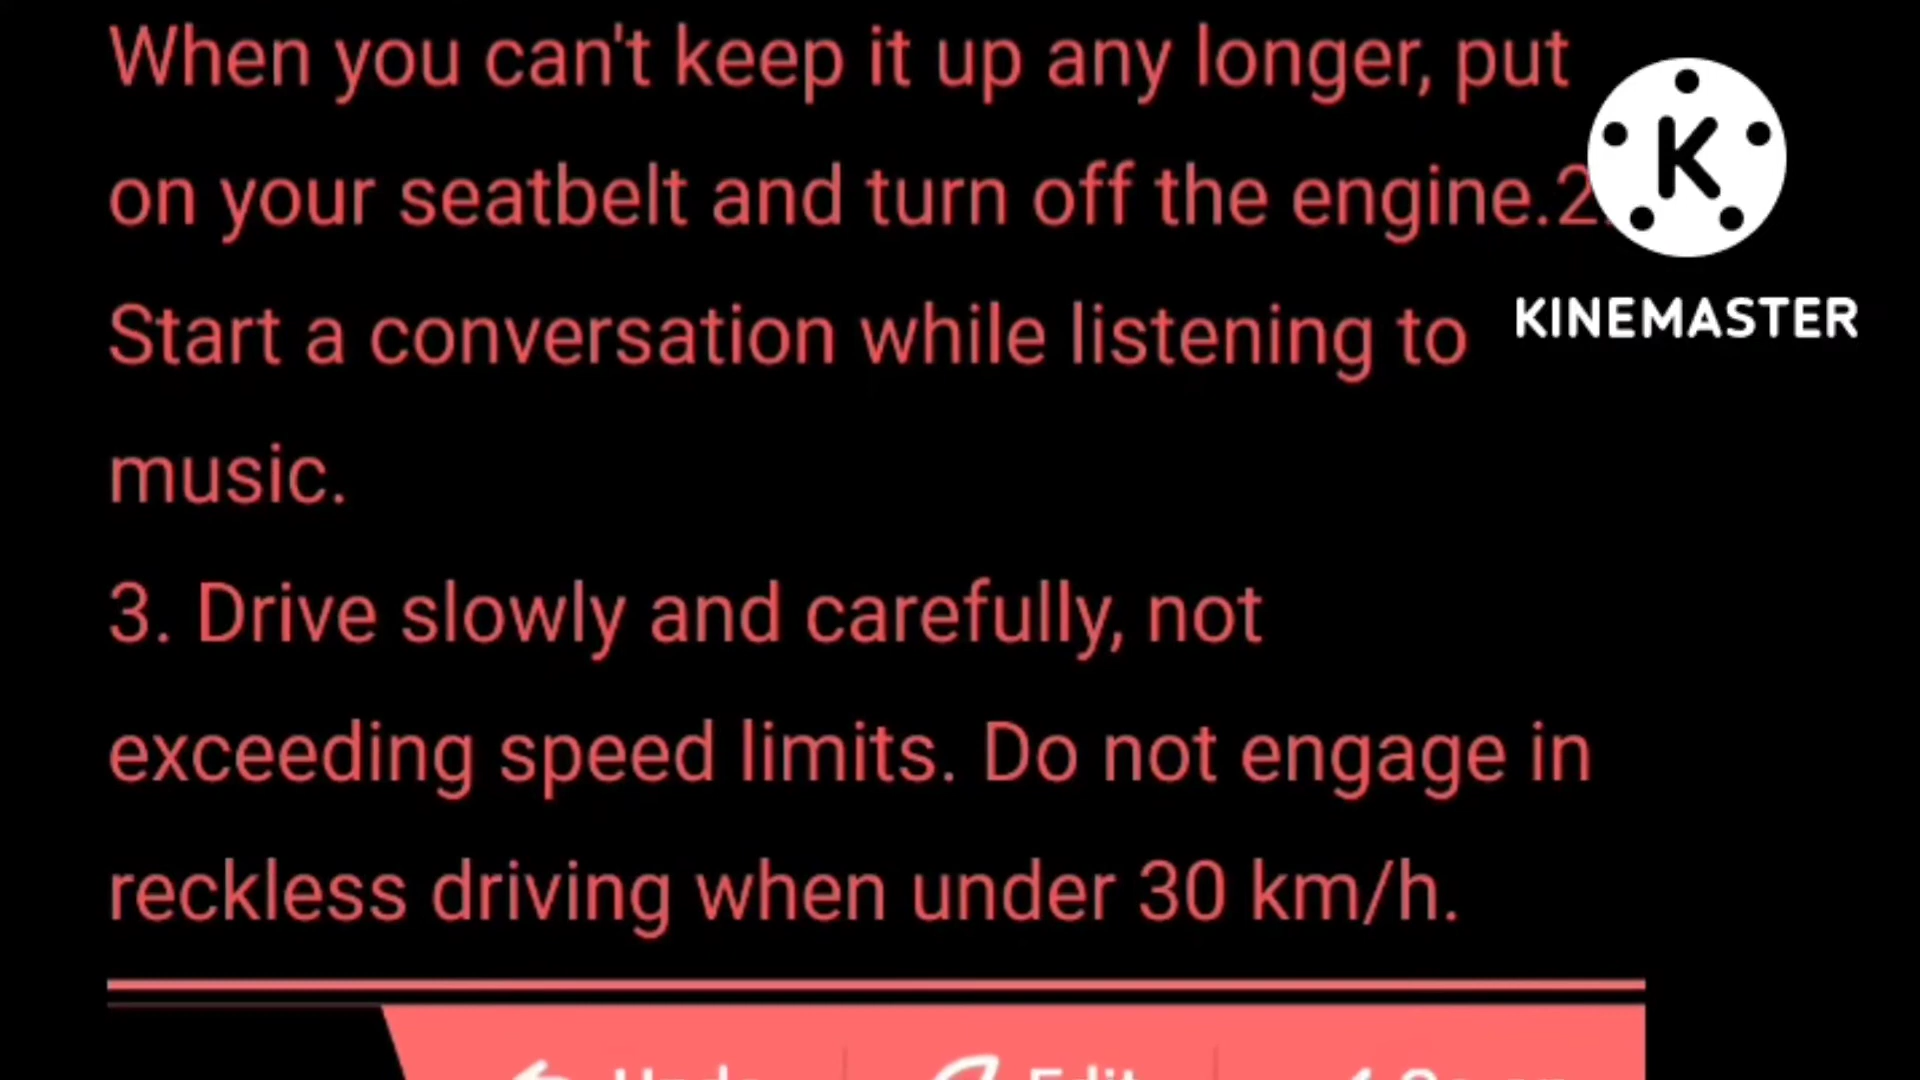 When you can't keep it up any longer, put
on your seatbelt and turn off the engine.2.
Start a conversation while listening to
music.
3. Drive slowly and carefully, not
exceeding speed limits. Do not engage in
reckless driving when under 30 km/h.
K
KINEMASTER
Edit